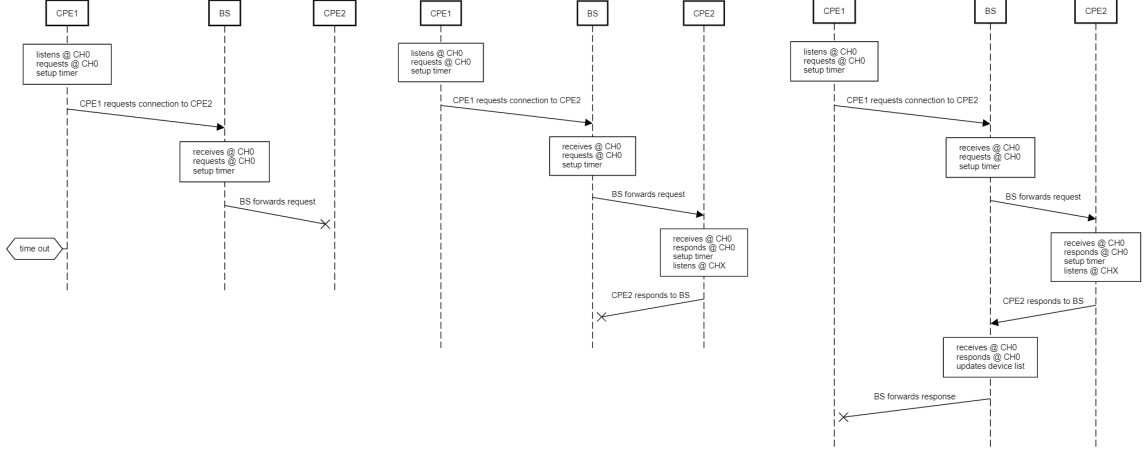 CPE1
BS
CPE2
listens @ CH0
requests @ CH0
setup timer
CPE1 requests connection to CPE2
receives @ CH0
requests @ CH0
setup timer
BS forwards request
time out
CPE1
BS
CPE2
listens @ CH0
requests @ CH0
setup timer
CPE1 requests connection to CPE2
receives @ CH0
requests @ CH0
setup timer
BS forwards request
receives @ CH0
responds @ CH0
setup timer
listens @ CHX
CPE2 responds to BS
CPE1
BS
CPE2
listens @ CH0
requests @ CH0
setup timer
CPE1 requests connection to CPE2
receives @ CH0
requests @ CH0
setup timer
BS forwards request
receives @ CH0
responds @ CH0
setup timer
listens @ CHX
CPE2 responds to BS
receives @ CH0
responds @ CH0
updates device list
BS forwards response